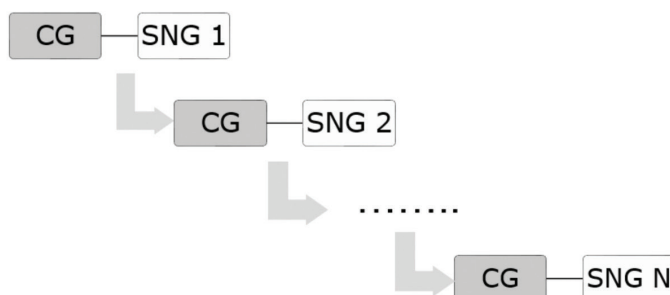 CG SNG 1
CG SNG 2
........
CG SNG N